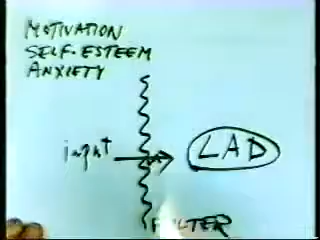 MOTIVATION
SELF-ESTEEM
ANXIETY
input
LAD
FILTER